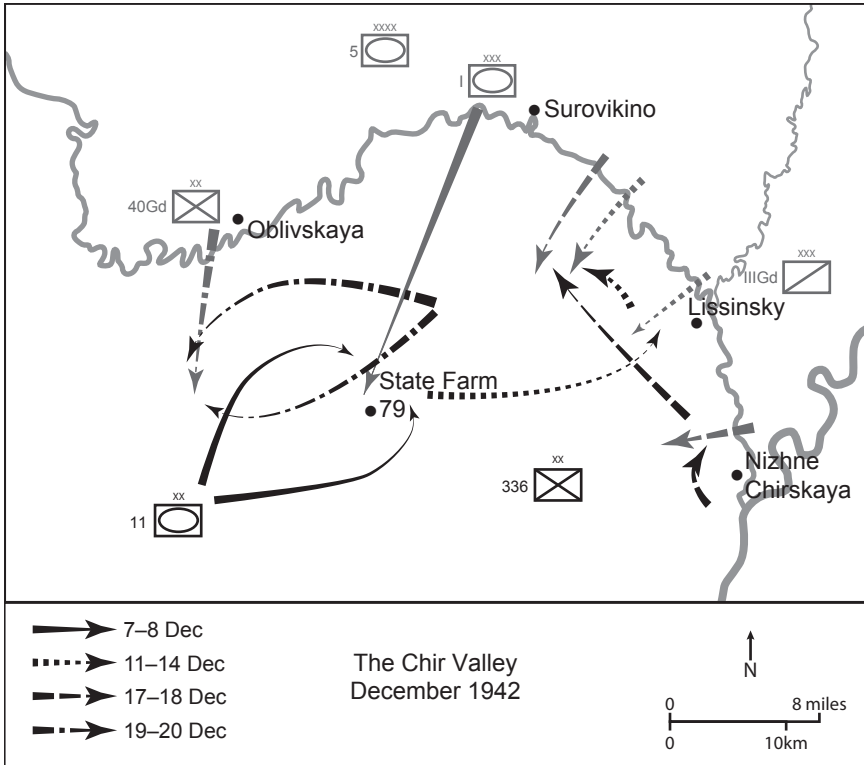 xxxx
5
xxx
I
Surovikino
xx
40Gd
Oblivskaya
xxx
IIIGd
Lissinsky
State Farm
79
xx
11
xx
336
Nizhne
Chirskaya
7–8 Dec
11–14 Dec
17–18 Dec
19–20 Dec
The Chir Valley
December 1942
N
0 8 miles
0 10km